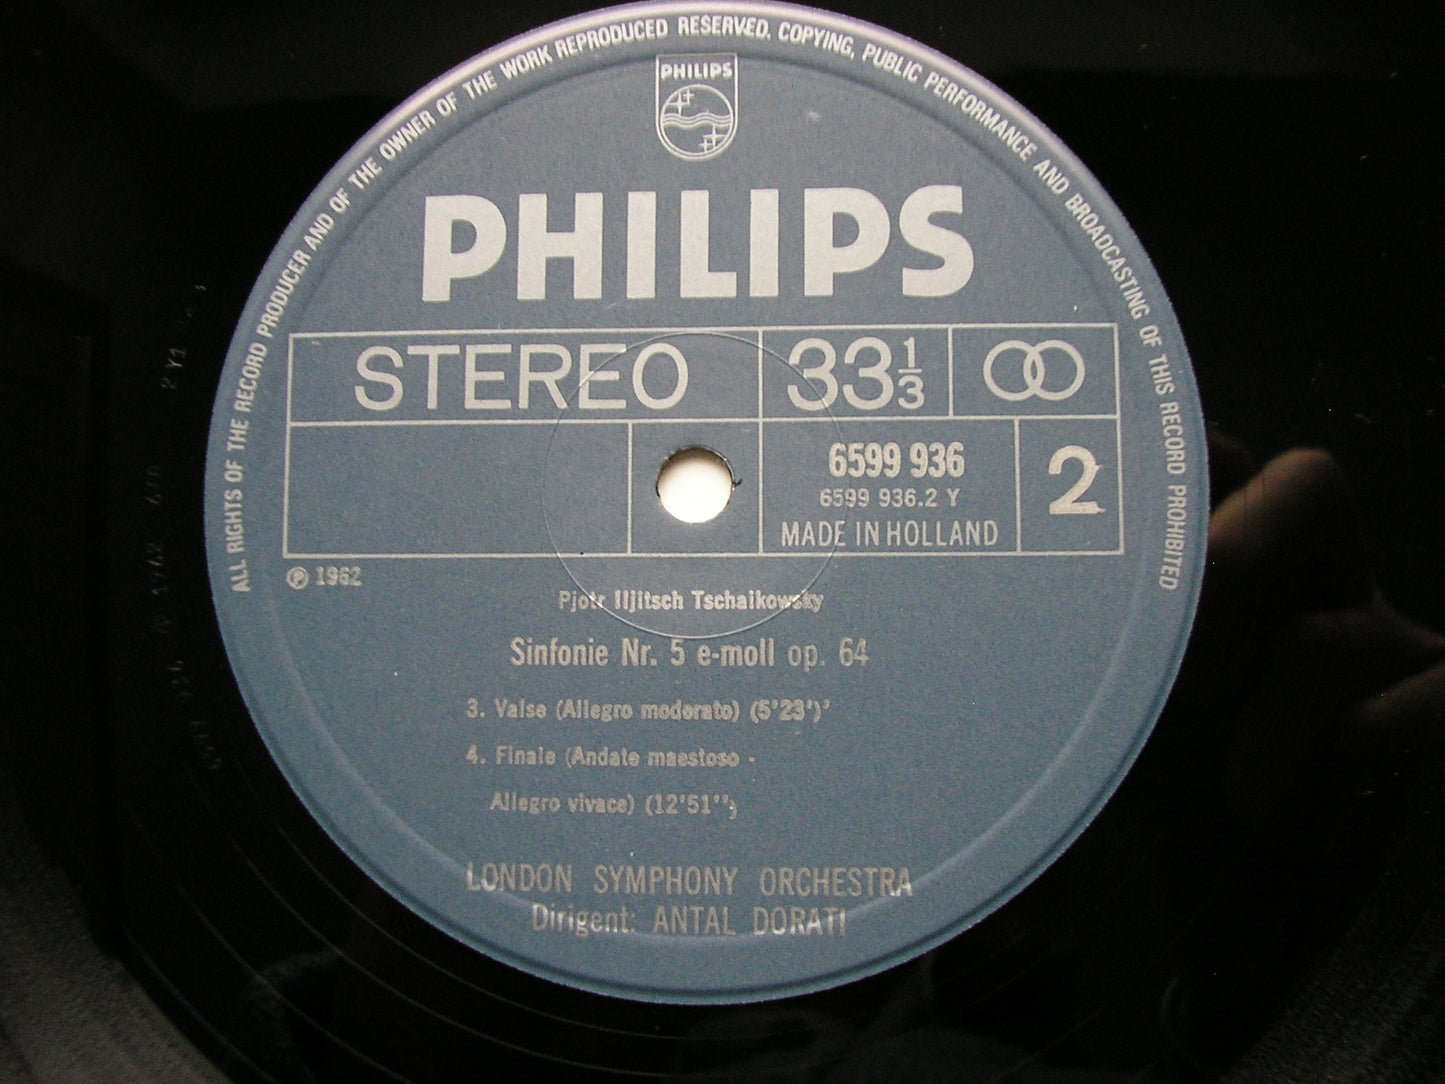 ALL RIGHTS OF THE RECORD PRODUCER AND OF THE OWNER OF THE WORK REPRODUCED RESERVED. COPYING, PUBLIC PERFORMANCE AND BROADCASTING OF THIS RECORD PROHIBITED
PHILIPS
PHILIPS
STEREO 33 1/3
6599 936 2
6599 936.2 Y
MADE IN HOLLAND
℗ 1962
Pjotr Iljitsch Tschaikowsky
Sinfonie Nr. 5 e-moll op. 64
3. Valse (Allegro moderato) (5'23')'
4. Finale (Andate maestoso -
Allegro vivace) (12'51'')
LONDON SYMPHONY ORCHESTRA
Dirigent: ANTAL DORATI